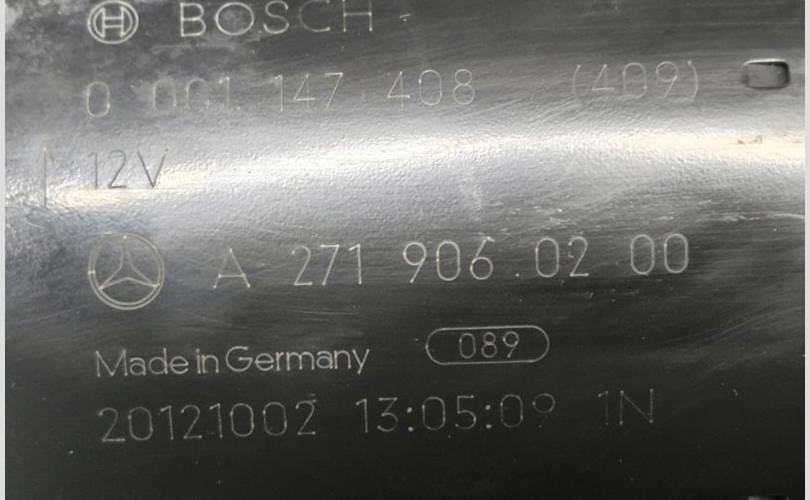 BOSCH
0 001 147 408 (409)
12V
A 271 906 02 00
Made in Germany 089
20121002 13:05:09 1N